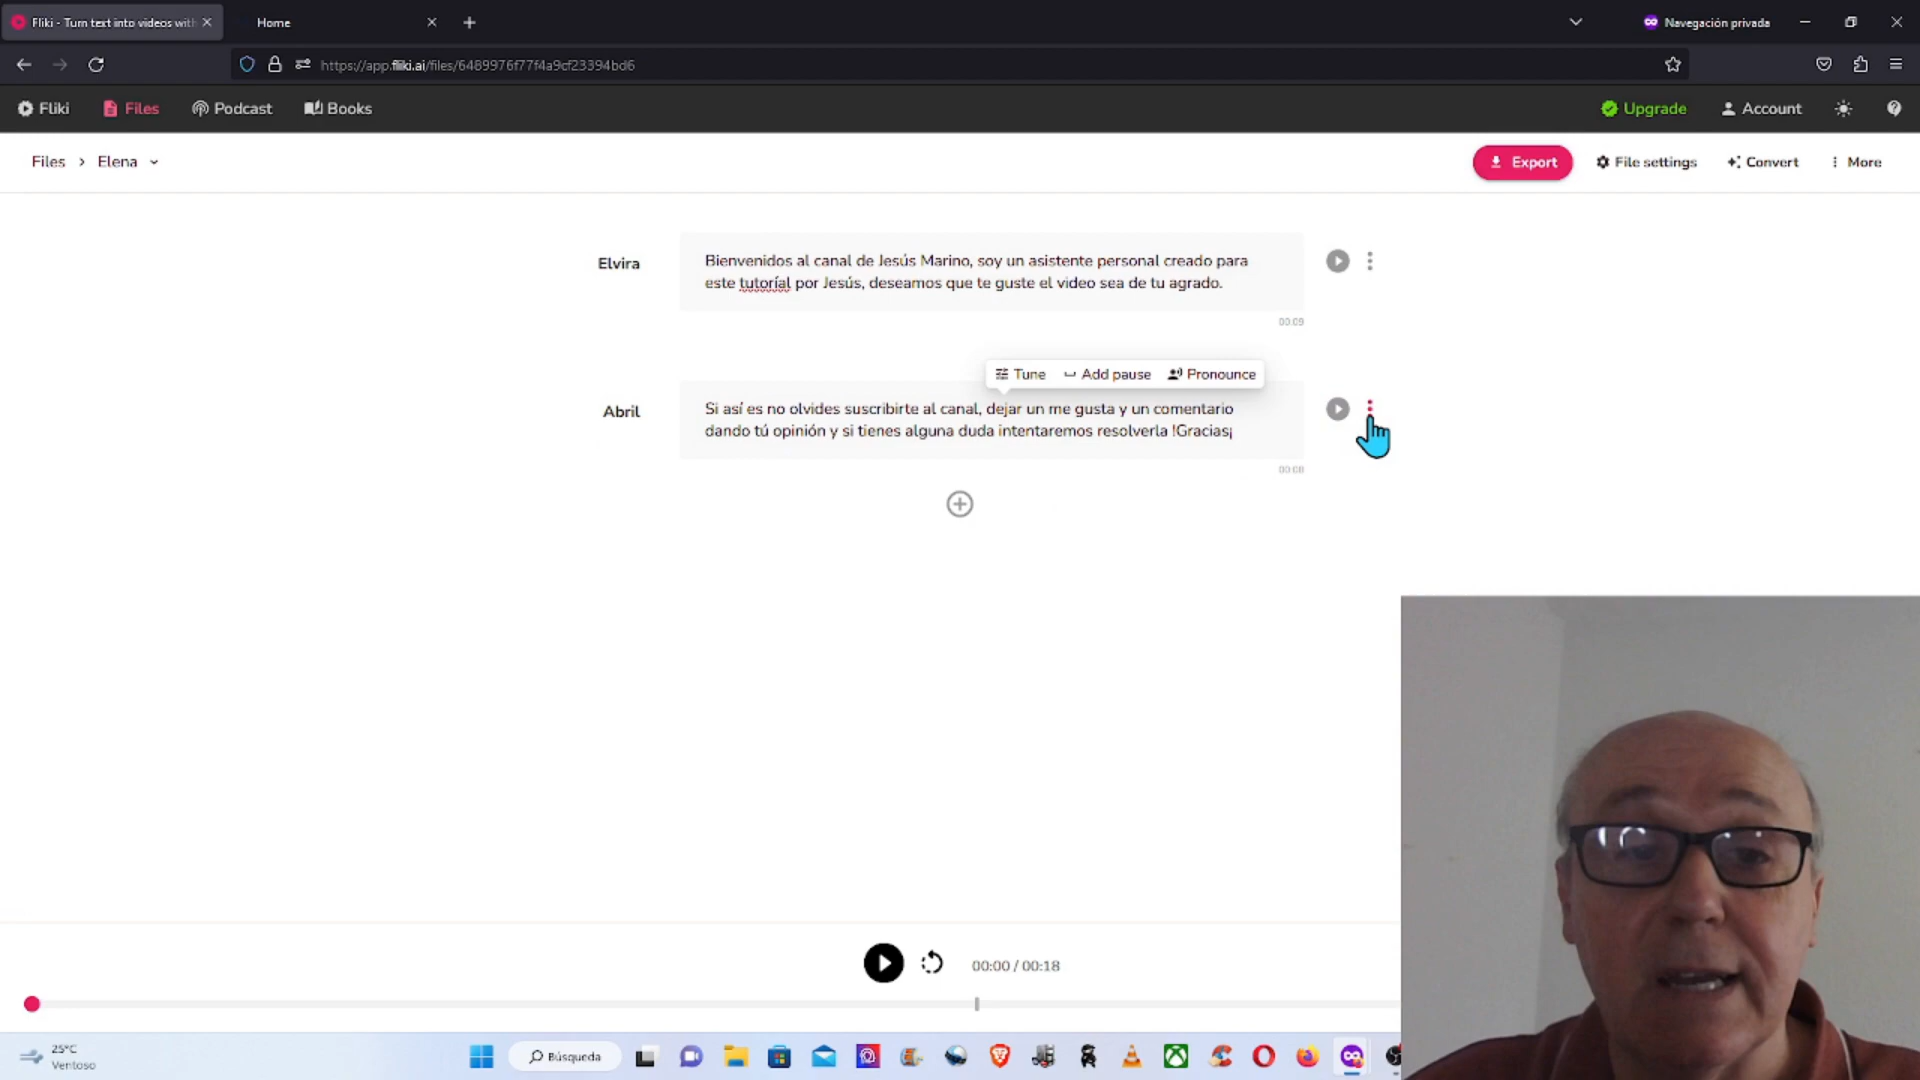 Fliki - Turn text into videos with
Home
Navegación privada
https://app.fliki.ai/files/6489976f77f4a9cf23394bd6
Fliki
Files
Podcast
Books
Upgrade
Account
Files > Elena
Export
File settings
Convert
More
Elvira
Bienvenidos al canal de Jesús Marino, soy un asistente personal creado para
este tutoríal por Jesús, deseamos que te guste el video sea de tu agrado.
00:09
Tune
Add pause
Pronounce
Abril
Si así es no olvides suscribirte al canal, dejar un me gusta y un comentario
dando tú opinión y si tienes alguna duda intentaremos resolverla !Gracias¡
00:08
00:00 / 00:18
25°C
Ventoso
Búsqueda